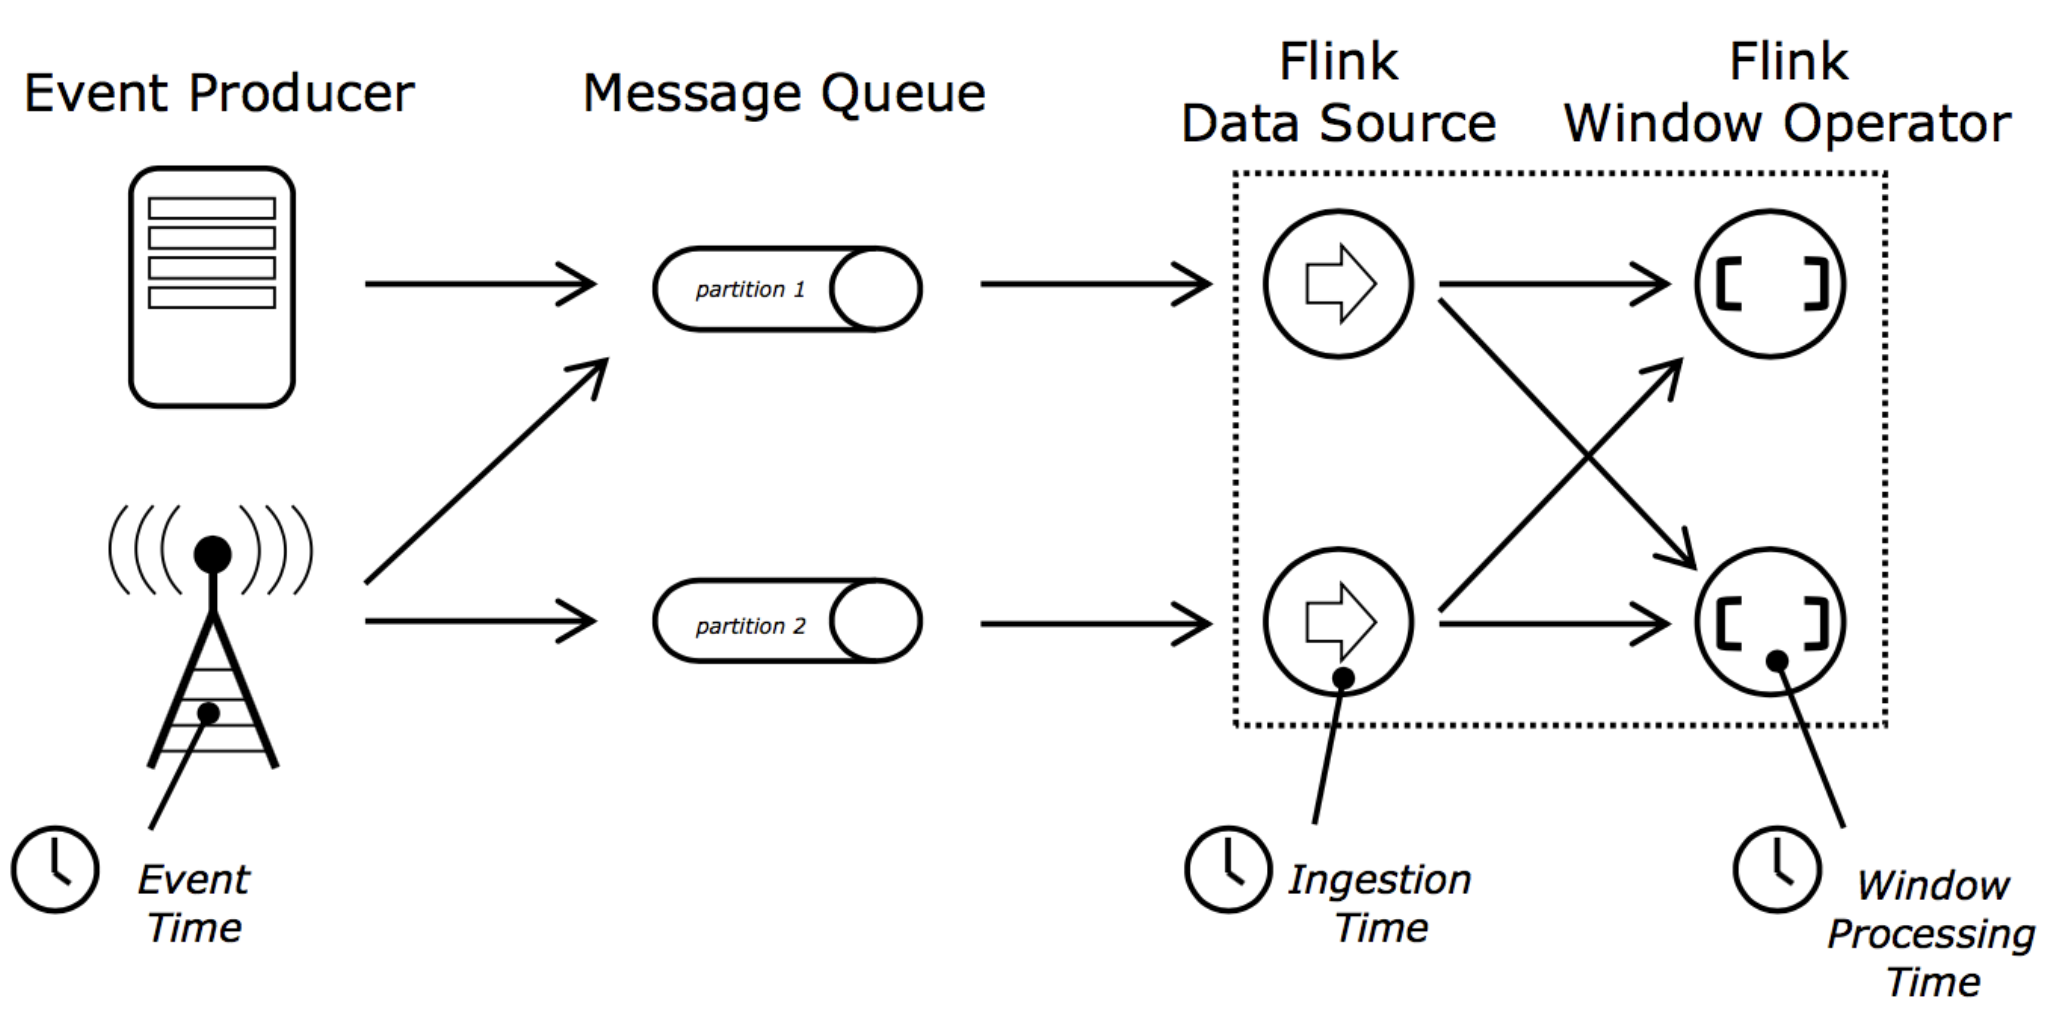 Event Producer
Message Queue
Flink
Data Source
Flink
Window Operator
partition 1
partition 2
Event
Time
Ingestion
Time
Window
Processing
Time